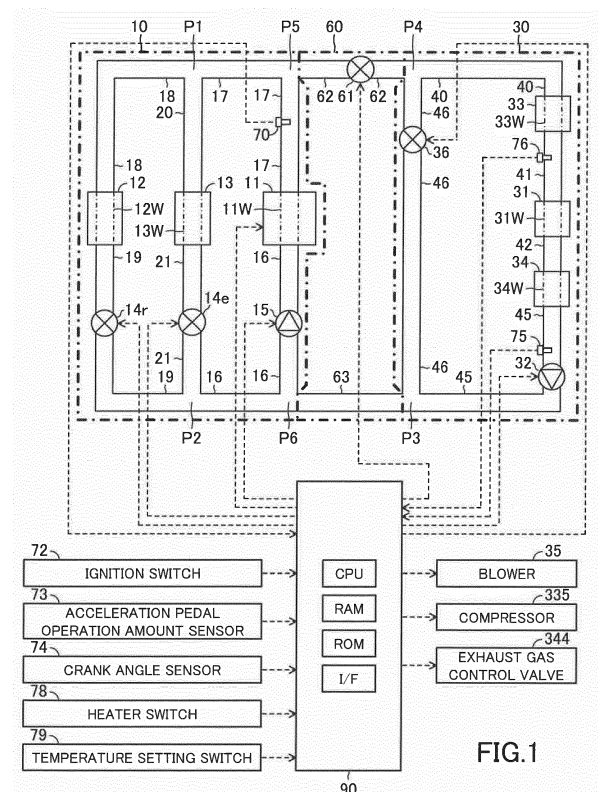 10 P1 P5 60 P4 30
18 17 17 62 61 62 40 40
20 46 33
33W
70 76
36
18 17 46 41
12 13 11 31
12W 11W 31W
13W 42
19 21 16 34
34W
14r 14e 15 45
75
32
21 16 46
19 16 63 45
P2 P6 P3
72
IGNITION SWITCH
73
ACCELERATION PEDAL
OPERATION AMOUNT SENSOR
74
CRANK ANGLE SENSOR
78
HEATER SWITCH
79
TEMPERATURE SETTING SWITCH
CPU
RAM
ROM
I/F
90
35
BLOWER
335
COMPRESSOR
344
EXHAUST GAS
CONTROL VALVE
FIG.1